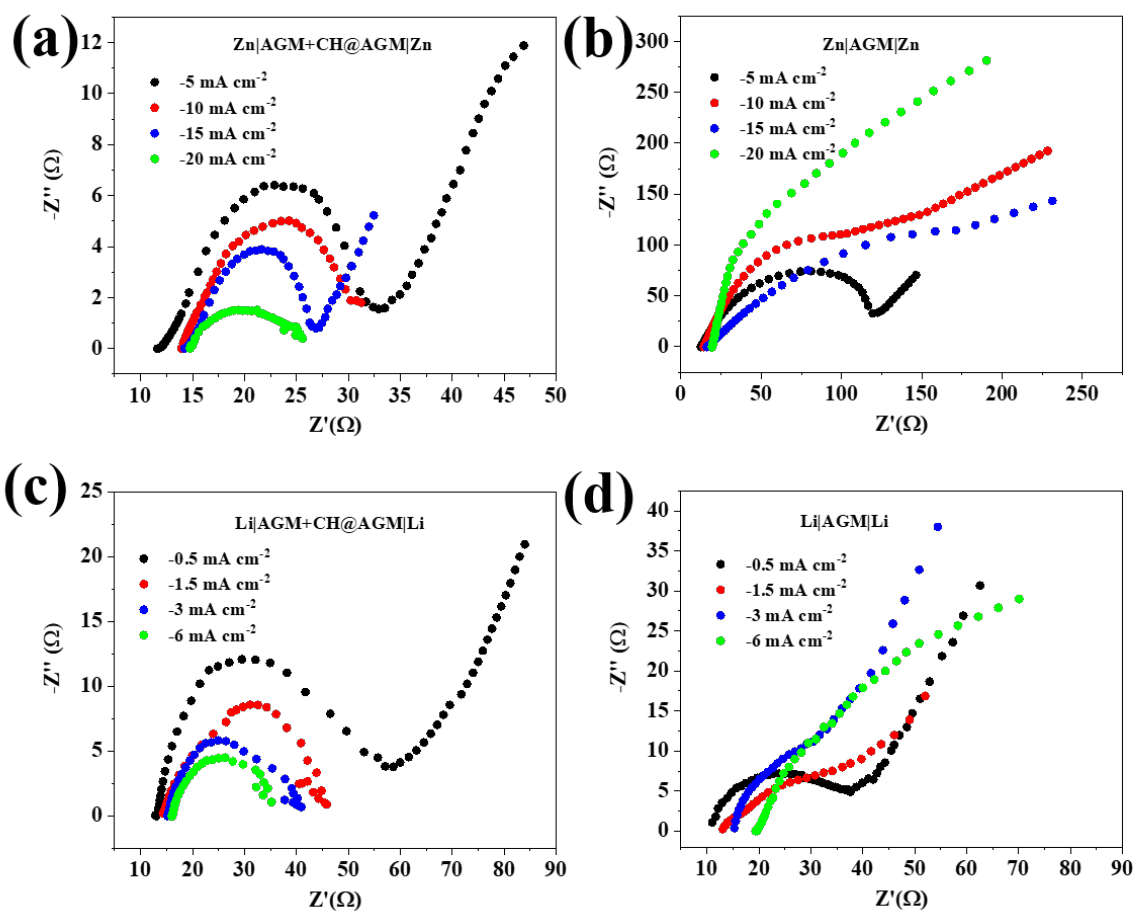 (a)
Zn|AGM+CH@AGM|Zn
-5 mA cm-2
-10 mA cm-2
-15 mA cm-2
-20 mA cm-2
-Z'' (Ω)
12
10
8
6
4
2
0
10 15 20 25 30 35 40 45 50
Z'(Ω)
(b)
Zn|AGM|Zn
-5 mA cm-2
-10 mA cm-2
-15 mA cm-2
-20 mA cm-2
-Z'' (Ω)
300
250
200
150
100
50
0
0 50 100 150 200 250
Z'(Ω)
(c)
Li|AGM+CH@AGM|Li
-0.5 mA cm-2
-1.5 mA cm-2
-3 mA cm-2
-6 mA cm-2
-Z'' (Ω)
25
20
15
10
5
0
10 20 30 40 50 60 70 80 90
Z'(Ω)
(d)
Li|AGM|Li
-0.5 mA cm-2
-1.5 mA cm-2
-3 mA cm-2
-6 mA cm-2
-Z'' (Ω)
40
35
30
25
20
15
10
5
0
10 20 30 40 50 60 70 80 90
Z'(Ω)